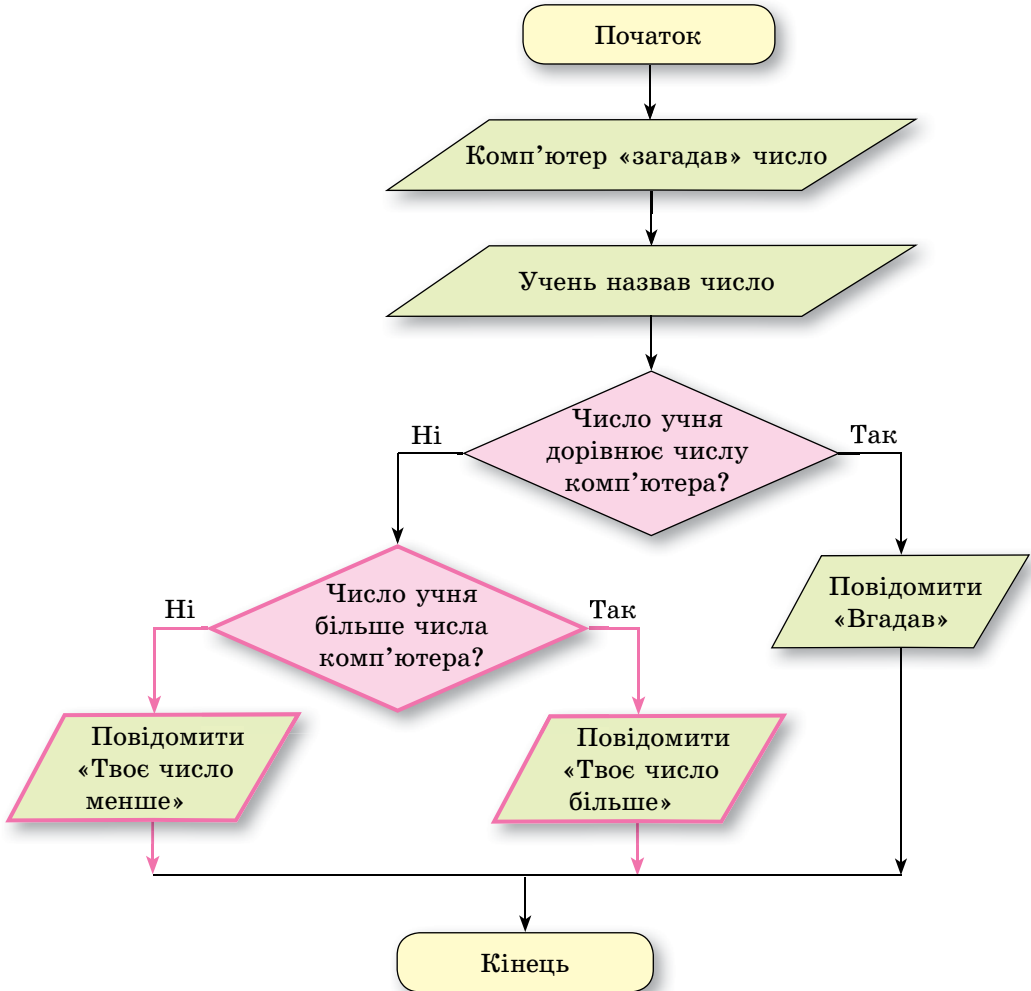 Початок
Комп’ютер «загадав» число
Учень назвав число
Число учня
дорівнює числу
комп’ютера?
Ні
Так
Число учня
більше числа
комп’ютера?
Ні
Так
Повідомити
«Вгадав»
Повідомити
«Твоє число
менше»
Повідомити
«Твоє число
більше»
Кінець